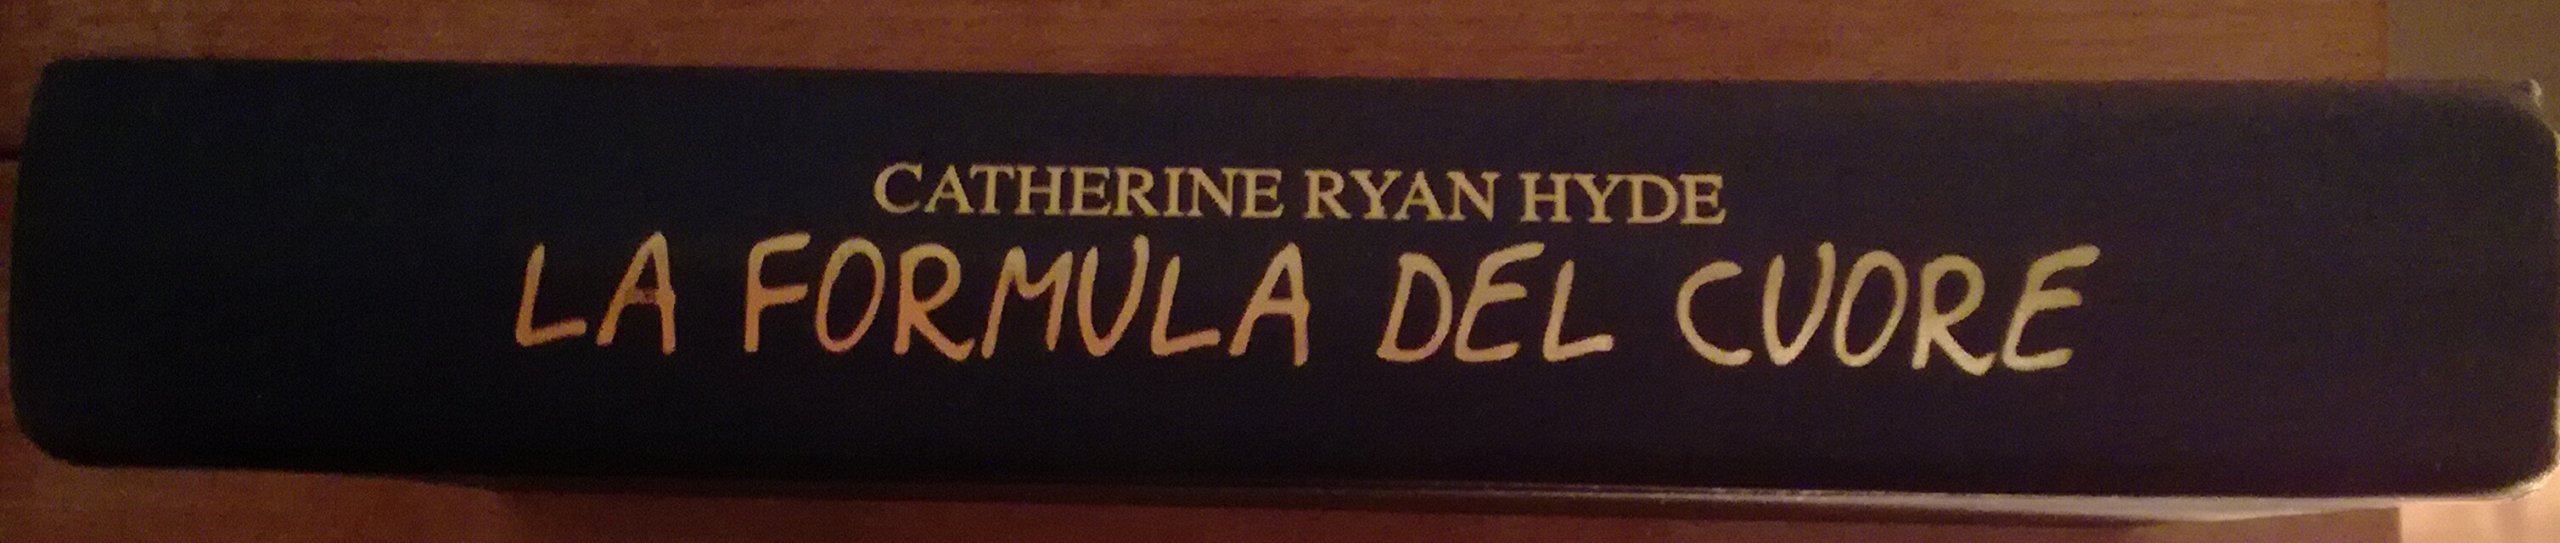 CATHERINE RYAN HYDE
LA FORMULA DEL CUORE